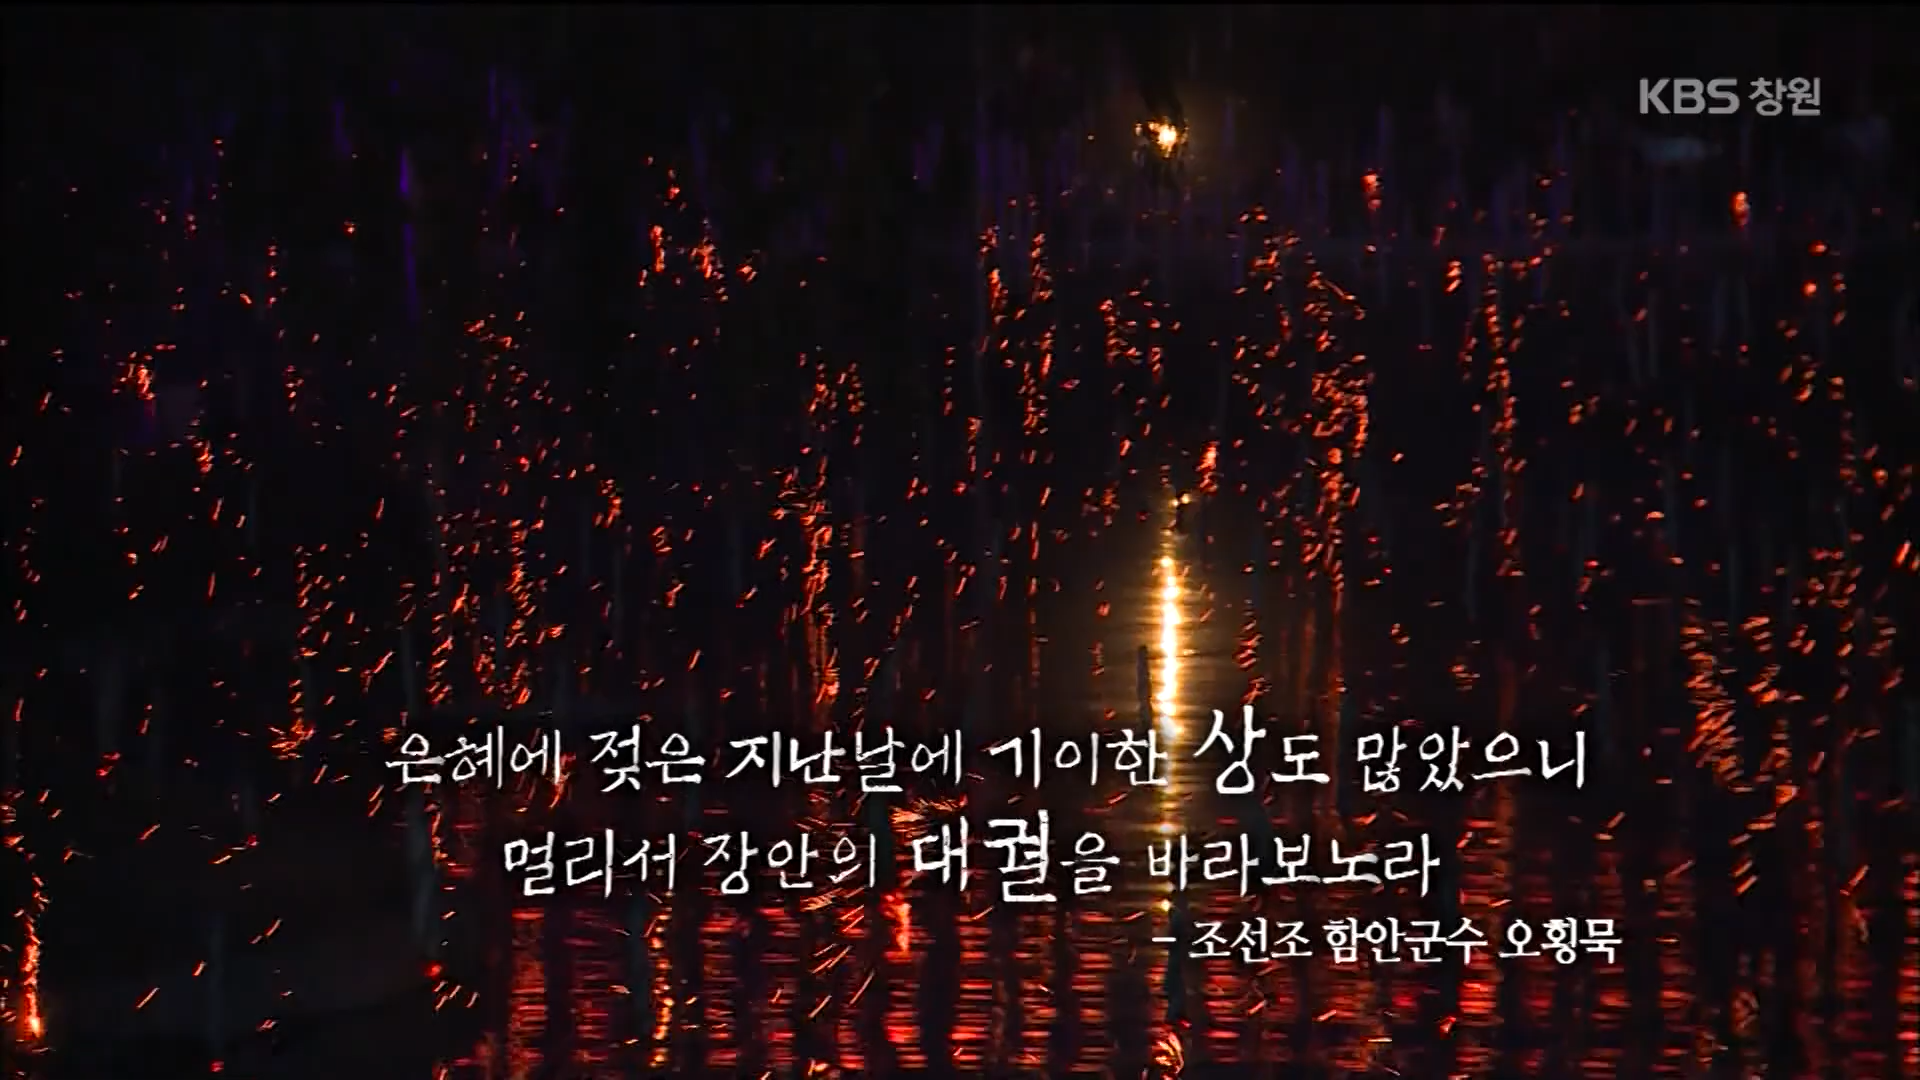 KBS 창원
은혜에 젖은 지난날에 기이한 상도 많았으니
멀리서 장안의 대궐을 바라보노라
- 조선조 함안군수 오횡묵